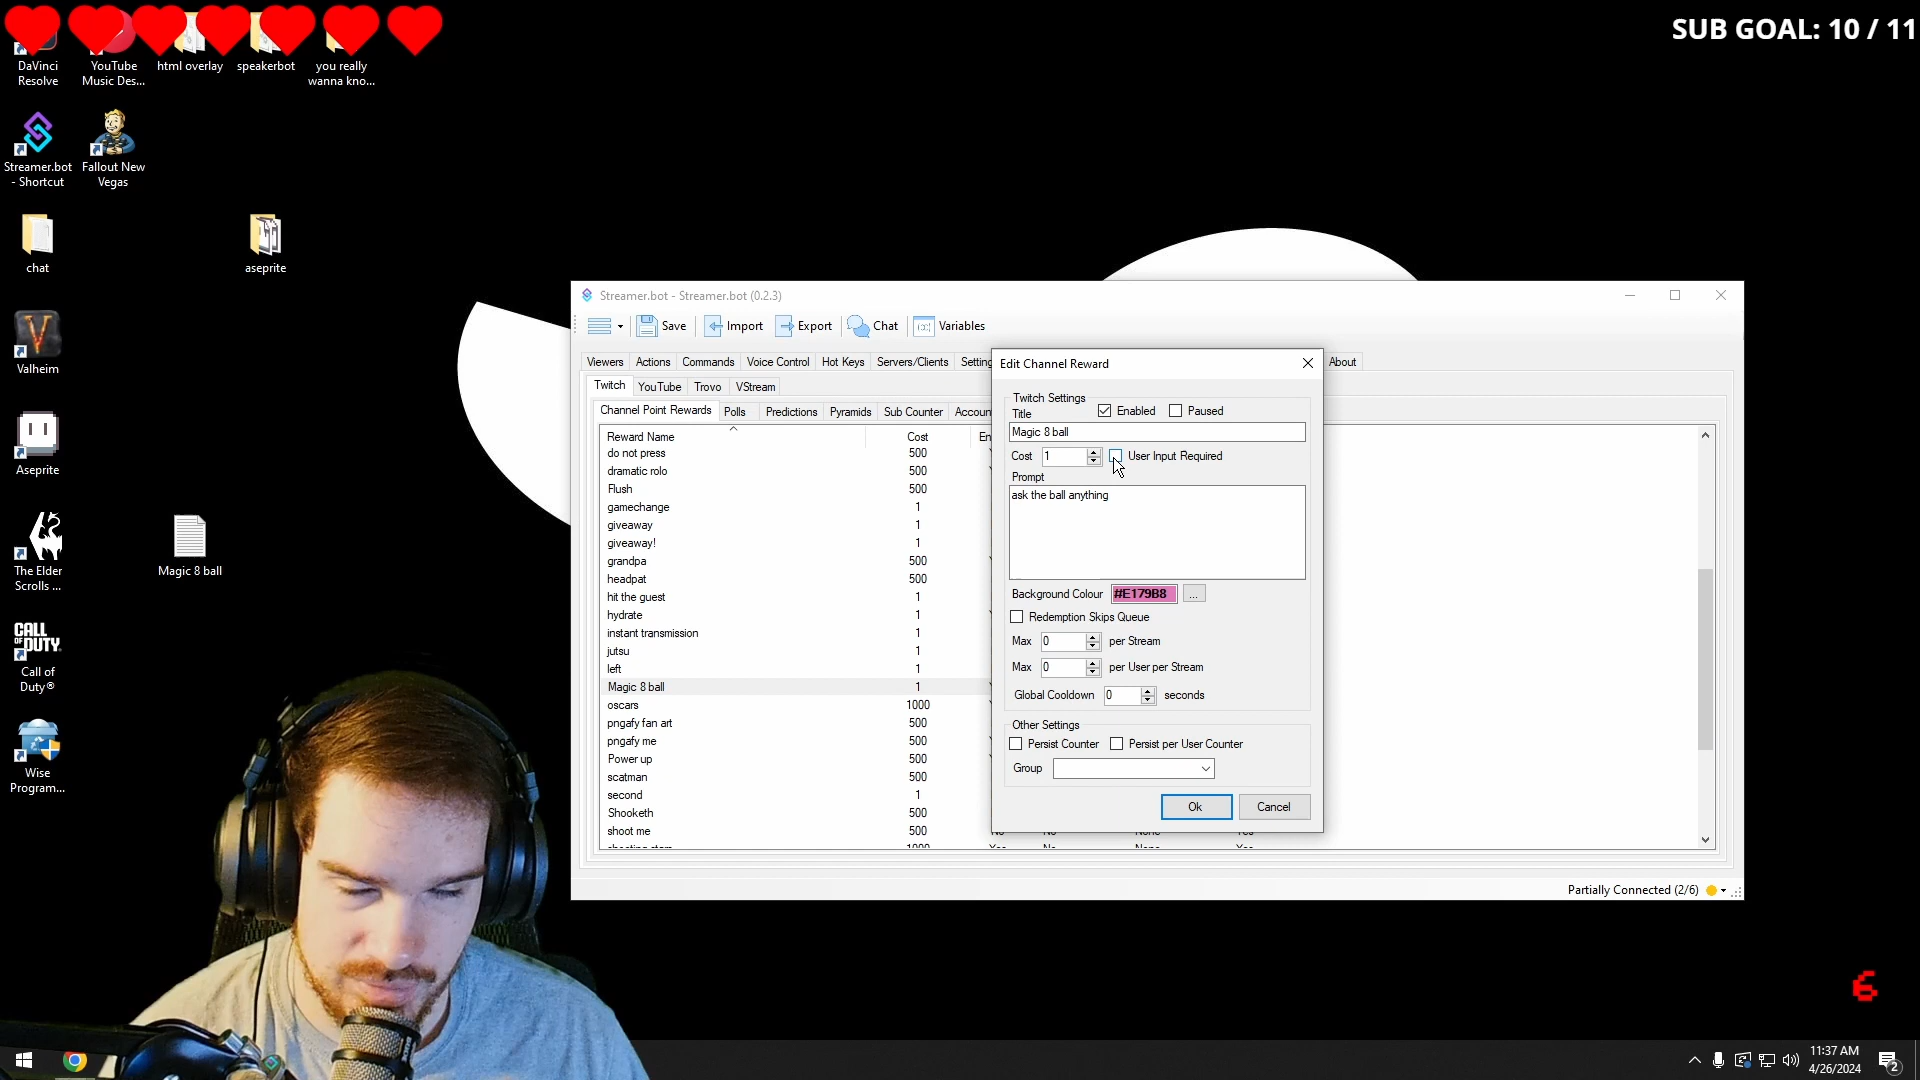 SUB GOAL: 10 / 11
DaVinci
Resolve
YouTube
Music Des...
html overlay
speakerbot
you really
wanna kno...
Streamer.bot
- Shortcut
Fallout New
Vegas
chat
aseprite
Valheim
Aseprite
The Elder
Scrolls ...
Magic 8 ball
CALL OF DUTY
Call of
Duty®
Wise
Program...
Streamer.bot - Streamer.bot (0.2.3)
Save
Import
Export
Chat
Variables
Viewers
Actions
Commands
Voice Control
Hot Keys
Servers/Clients
About
Twitch
YouTube
Trovo
VStream
Channel Point Rewards
Polls
Predictions
Pyramids
Sub Counter
Reward Name
Cost
do not press 500
dramatic rolo 500
Flush 500
gamechange 1
giveaway 1
giveaway! 1
grandpa 500
headpat 500
hit the guest 1
hydrate 1
instant transmission 1
jutsu 1
left 1
Magic 8 ball 1
oscars 1000
pngafy fan art 500
pngafy me 500
Power up 500
scatman 500
second 1
Shooketh 500
shoot me 500
Edit Channel Reward
Twitch Settings
Title
Enabled
Paused
Magic 8 ball
Cost 1
User Input Required
Prompt
ask the ball anything
Background Colour #E179B8 ...
Redemption Skips Queue
Max 0 per Stream
Max 0 per User per Stream
Global Cooldown 0 seconds
Other Settings
Persist Counter
Persist per User Counter
Group
Ok
Cancel
Partially Connected (2/6)
6
11:37 AM
4/26/2024
2